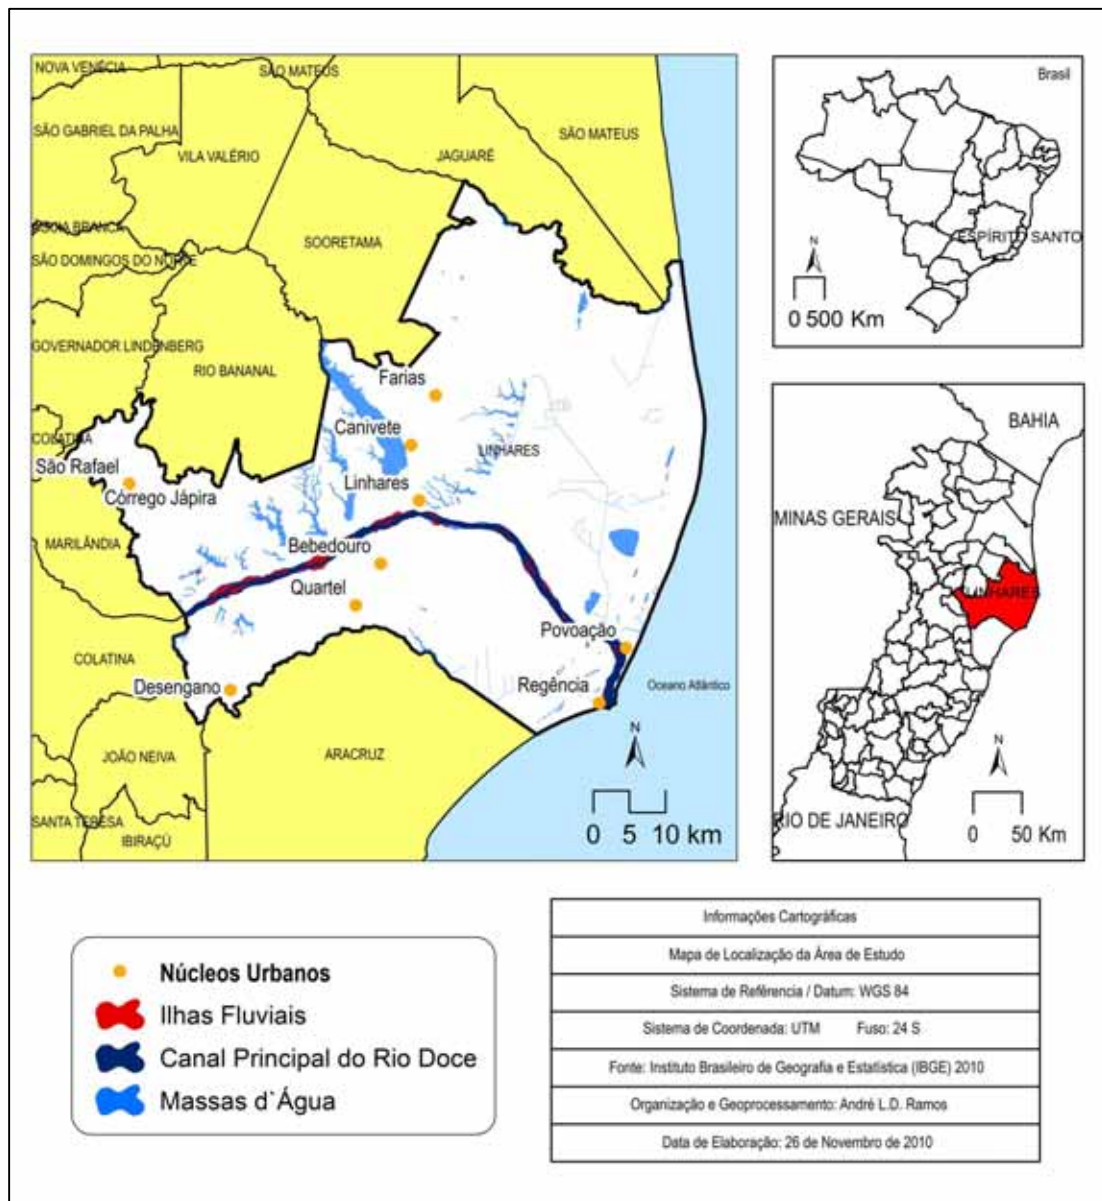 NOVA VENÉCIA
SÃO MATEUS
SÃO GABRIEL DA PALHA
VILA VALÉRIO
JAGUARÉ
SÃO MATEUS
ÁGUIA BRANCA
SÃO DOMINGOS DO NORTE
SOORETAMA
GOVERNADOR LINDENBERG
RIO BANANAL
Farias
Canivete
COLATINA
LINHARES
São Rafael
Linhares
Córrego Jápira
MARILÂNDIA
Bebedouro
Quartel
Povoação
COLATINA
Desengano
Regência
Oceano Atlântico
JOÃO NEIVA
ARACRUZ
N
SANTA TERESA
IBIRAÇÚ
0 5 10 km
Brasil
ESPÍRITO SANTO
N
0 500 Km
BAHIA
MINAS GERAIS
LINHARES
N
RIO DE JANEIRO
0 50 Km
Núcleos Urbanos
Ilhas Fluviais
Canal Principal do Rio Doce
Massas d`Água
Informações Cartográficas
Mapa de Localização da Área de Estudo
Sistema de Refêrencia / Datum: WGS 84
Sistema de Coordenada: UTM Fuso: 24 S
Fonte: Instituto Brasileiro de Geografia e Estatística (IBGE) 2010
Organização e Geoprocessamento: André L.D. Ramos
Data de Elaboração: 26 de Novembro de 2010